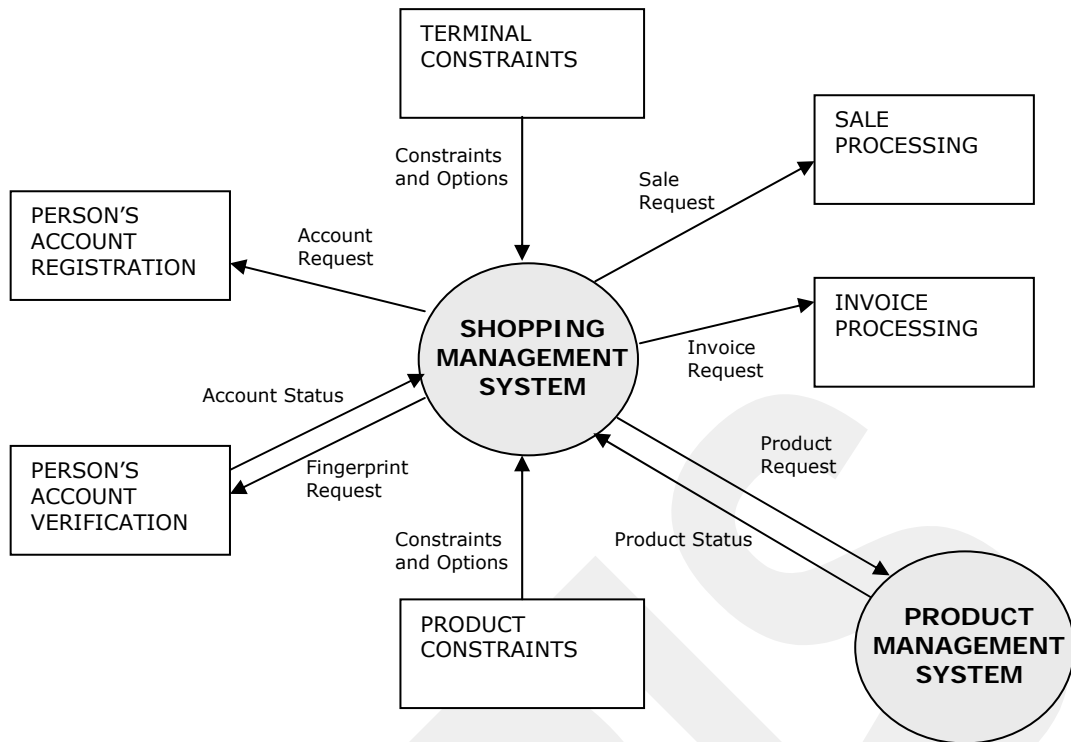 TERMINAL
CONSTRAINTS
SALE
PROCESSING
Constraints
and Options
Sale
Request
PERSON'S
ACCOUNT
REGISTRATION
Account
Request
INVOICE
PROCESSING
SHOPPING
MANAGEMENT
SYSTEM
Invoice
Request
Account Status
PERSON'S
ACCOUNT
VERIFICATION
Fingerprint
Request
Product
Request
Constraints
and Options
Product Status
PRODUCT
CONSTRAINTS
PRODUCT
MANAGEMENT
SYSTEM